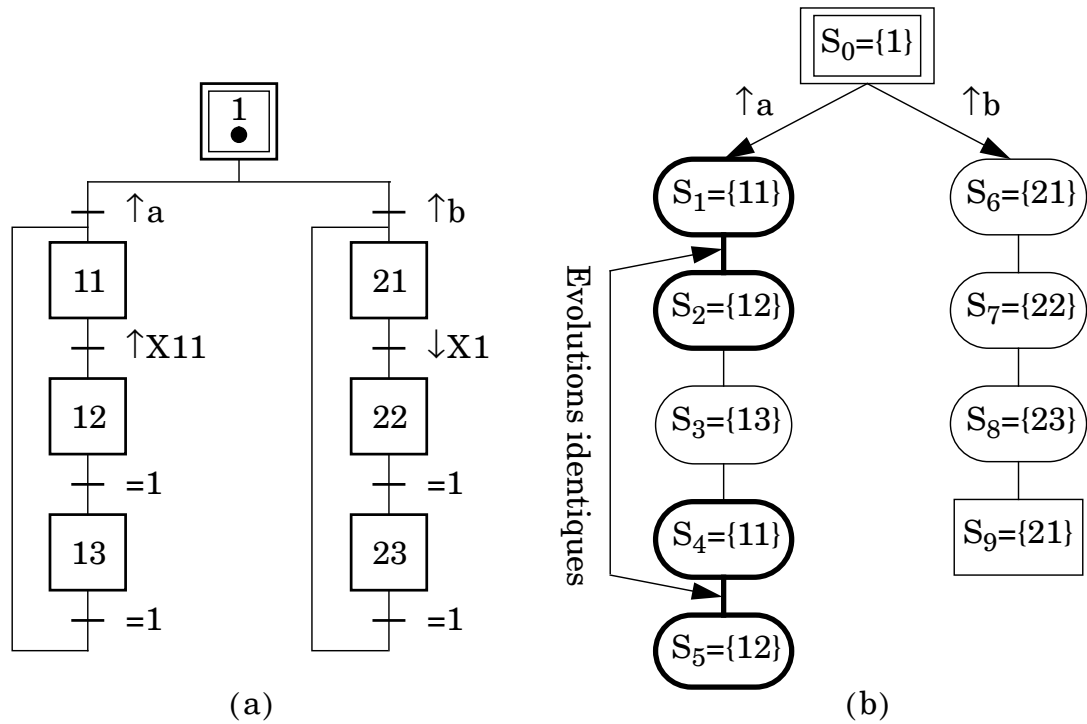 1
↑a
↑b
11
21
↑X11
↓X1
12
22
=1
=1
13
23
=1
=1
(a)
S0={1}
↑a
↑b
S1={11}
S6={21}
Evolutions identiques
S2={12}
S7={22}
S3={13}
S8={23}
S4={11}
S9={21}
S5={12}
(b)